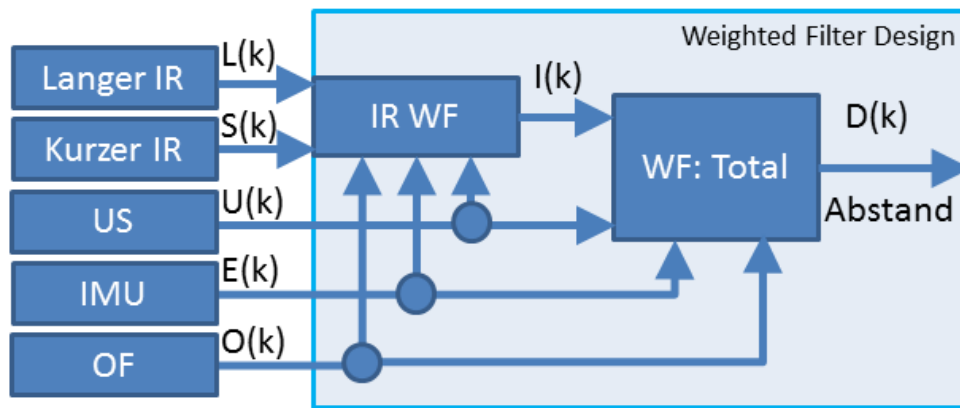 Weighted Filter Design
Langer IR
L(k)
Kurzer IR
S(k)
US
U(k)
IMU
E(k)
OF
O(k)
IR WF
I(k)
WF: Total
D(k)
Abstand